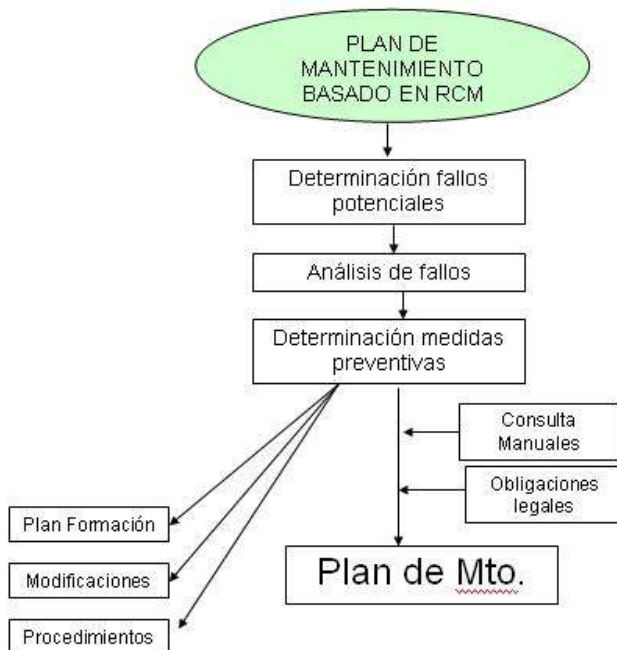 PLAN DE
MANTENIMIENTO
BASADO EN RCM
Determinación fallos
potenciales
Análisis de fallos
Determinación medidas
preventivas
Consulta
Manuales
Obligaciones
legales
Plan Formación
Plan de Mto.
Modificaciones
Procedimientos